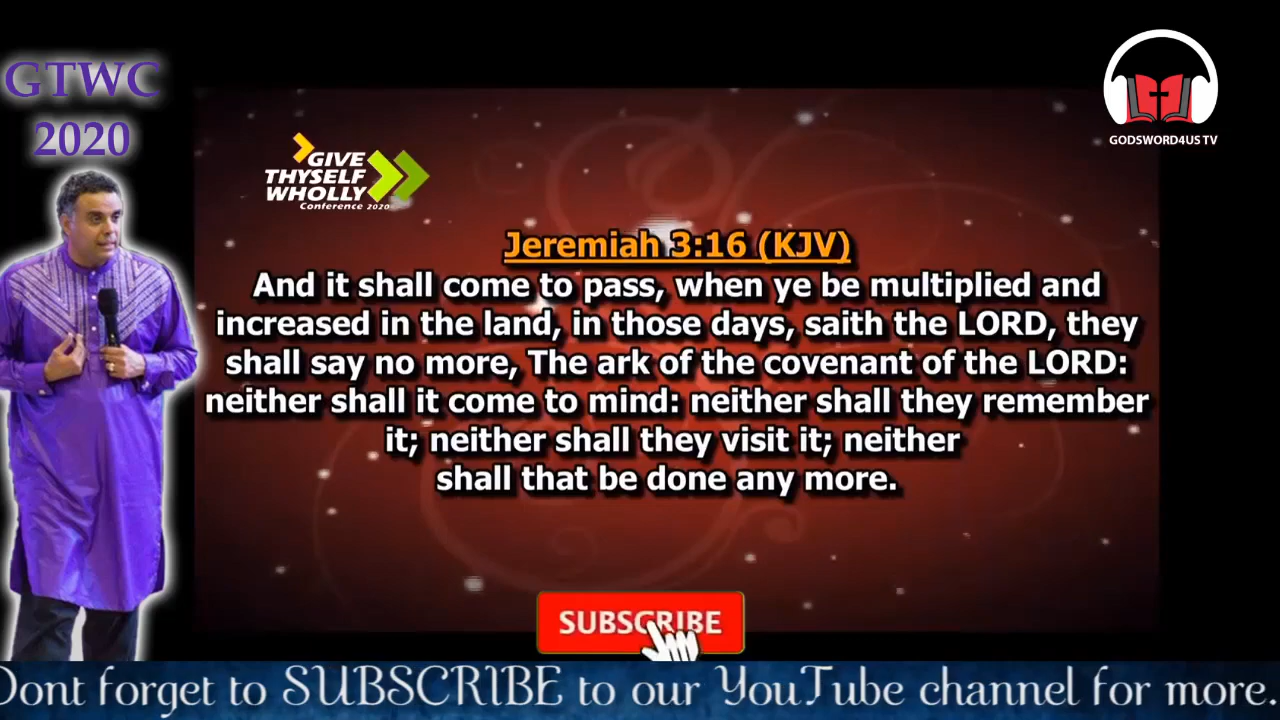 GTWC
2020
GODSWORD4US TV
GIVE
THYSELF
WHOLLY
Conference 2020
Jeremiah 3:16 (KJV)
And it shall come to pass, when ye be multiplied and
increased in the land, in those days, saith the LORD, they
shall say no more, The ark of the covenant of the LORD:
neither shall it come to mind: neither shall they remember
it; neither shall they visit it; neither
shall that be done any more.
SUBSCRIBE
Dont forget to SUBSCRIBE to our YouTube channel for more.